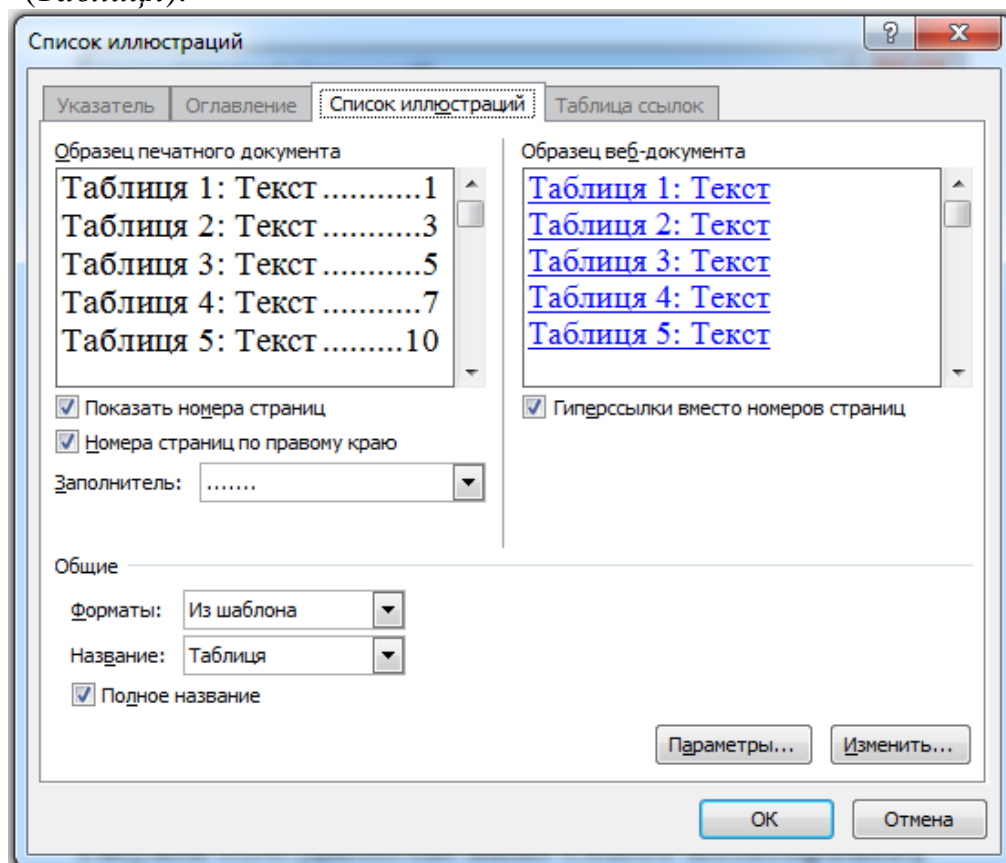 (Таблиця).
Список иллюстраций
Указатель Оглавление Список иллюстраций Таблица ссылок
Образец печатного документа
Таблиця 1: Текст...........1
Таблиця 2: Текст...........3
Таблиця 3: Текст...........5
Таблиця 4: Текст...........7
Таблиця 5: Текст.........10
Образец веб-документа
Таблиця 1: Текст
Таблиця 2: Текст
Таблиця 3: Текст
Таблиця 4: Текст
Таблиця 5: Текст
Показать номера страниц
Номера страниц по правому краю
Заполнитель: .......
Гиперссылки вместо номеров страниц
Общие
Форматы: Из шаблона
Название: Таблиця
Полное название
Параметры... Изменить...
ОК Отмена